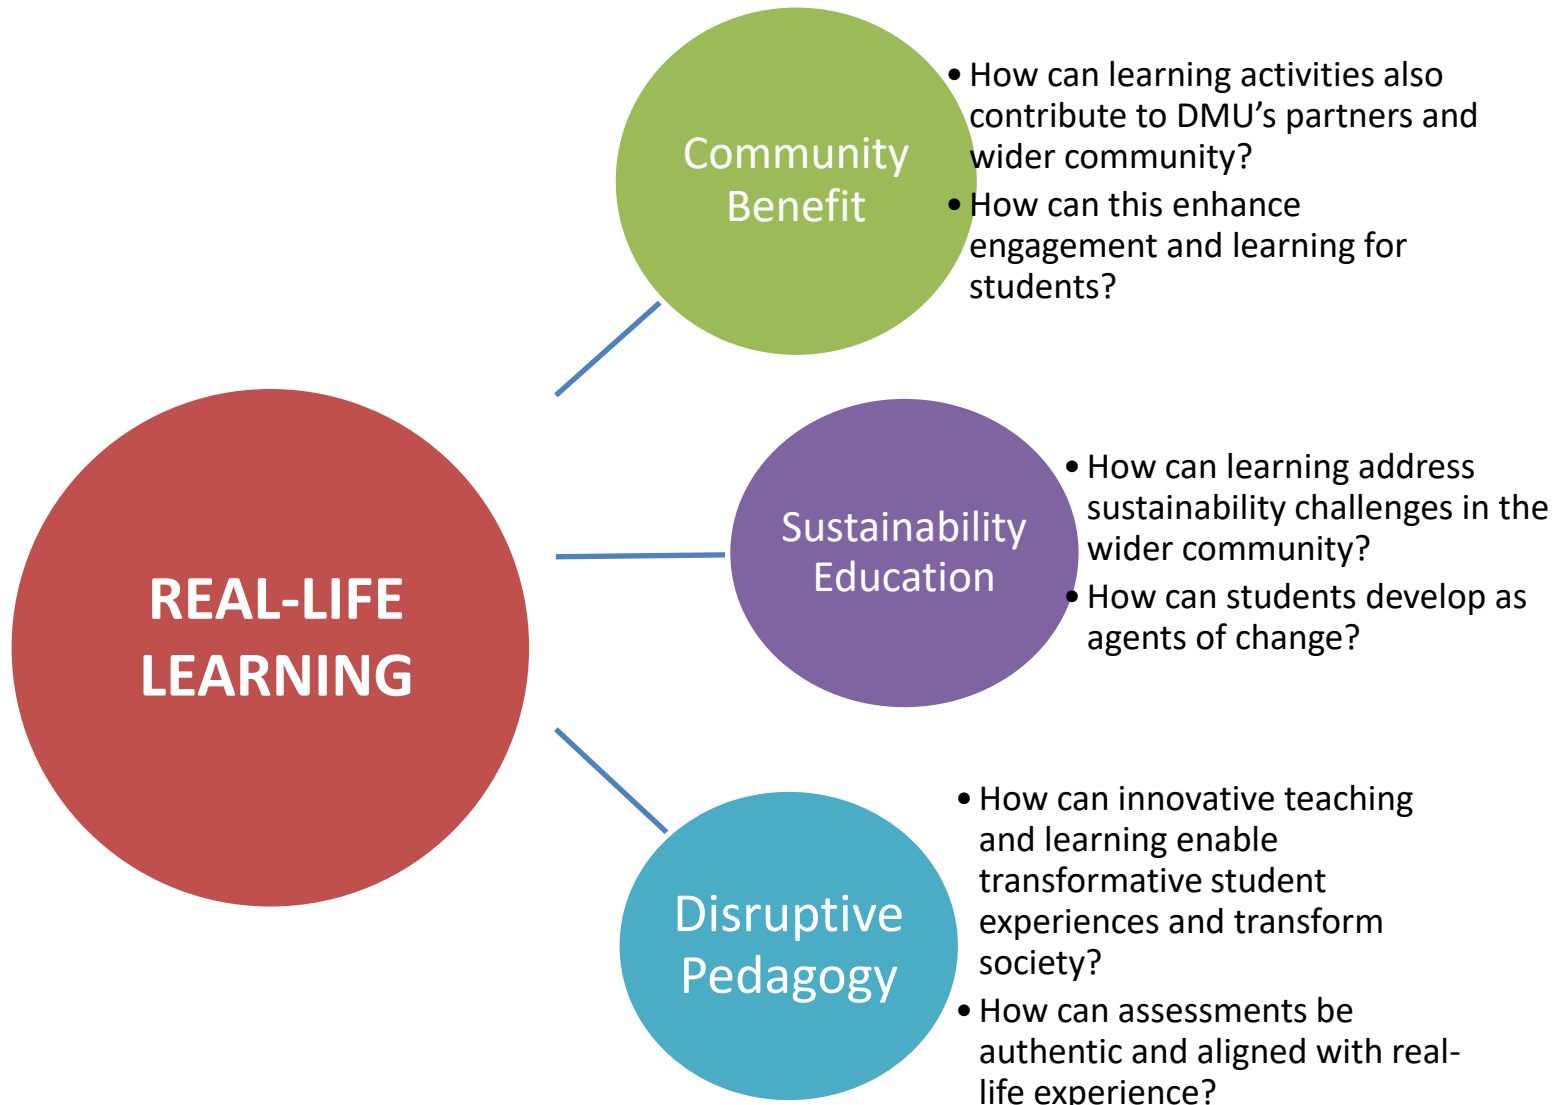 REAL-LIFE
LEARNING
Community
Benefit
• How can learning activities also
contribute to DMU’s partners and
wider community?
• How can this enhance
engagement and learning for
students?
Sustainability
Education
• How can learning address
sustainability challenges in the
wider community?
• How can students develop as
agents of change?
Disruptive
Pedagogy
• How can innovative teaching
and learning enable
transformative student
experiences and transform
society?
• How can assessments be
authentic and aligned with real-
life experience?